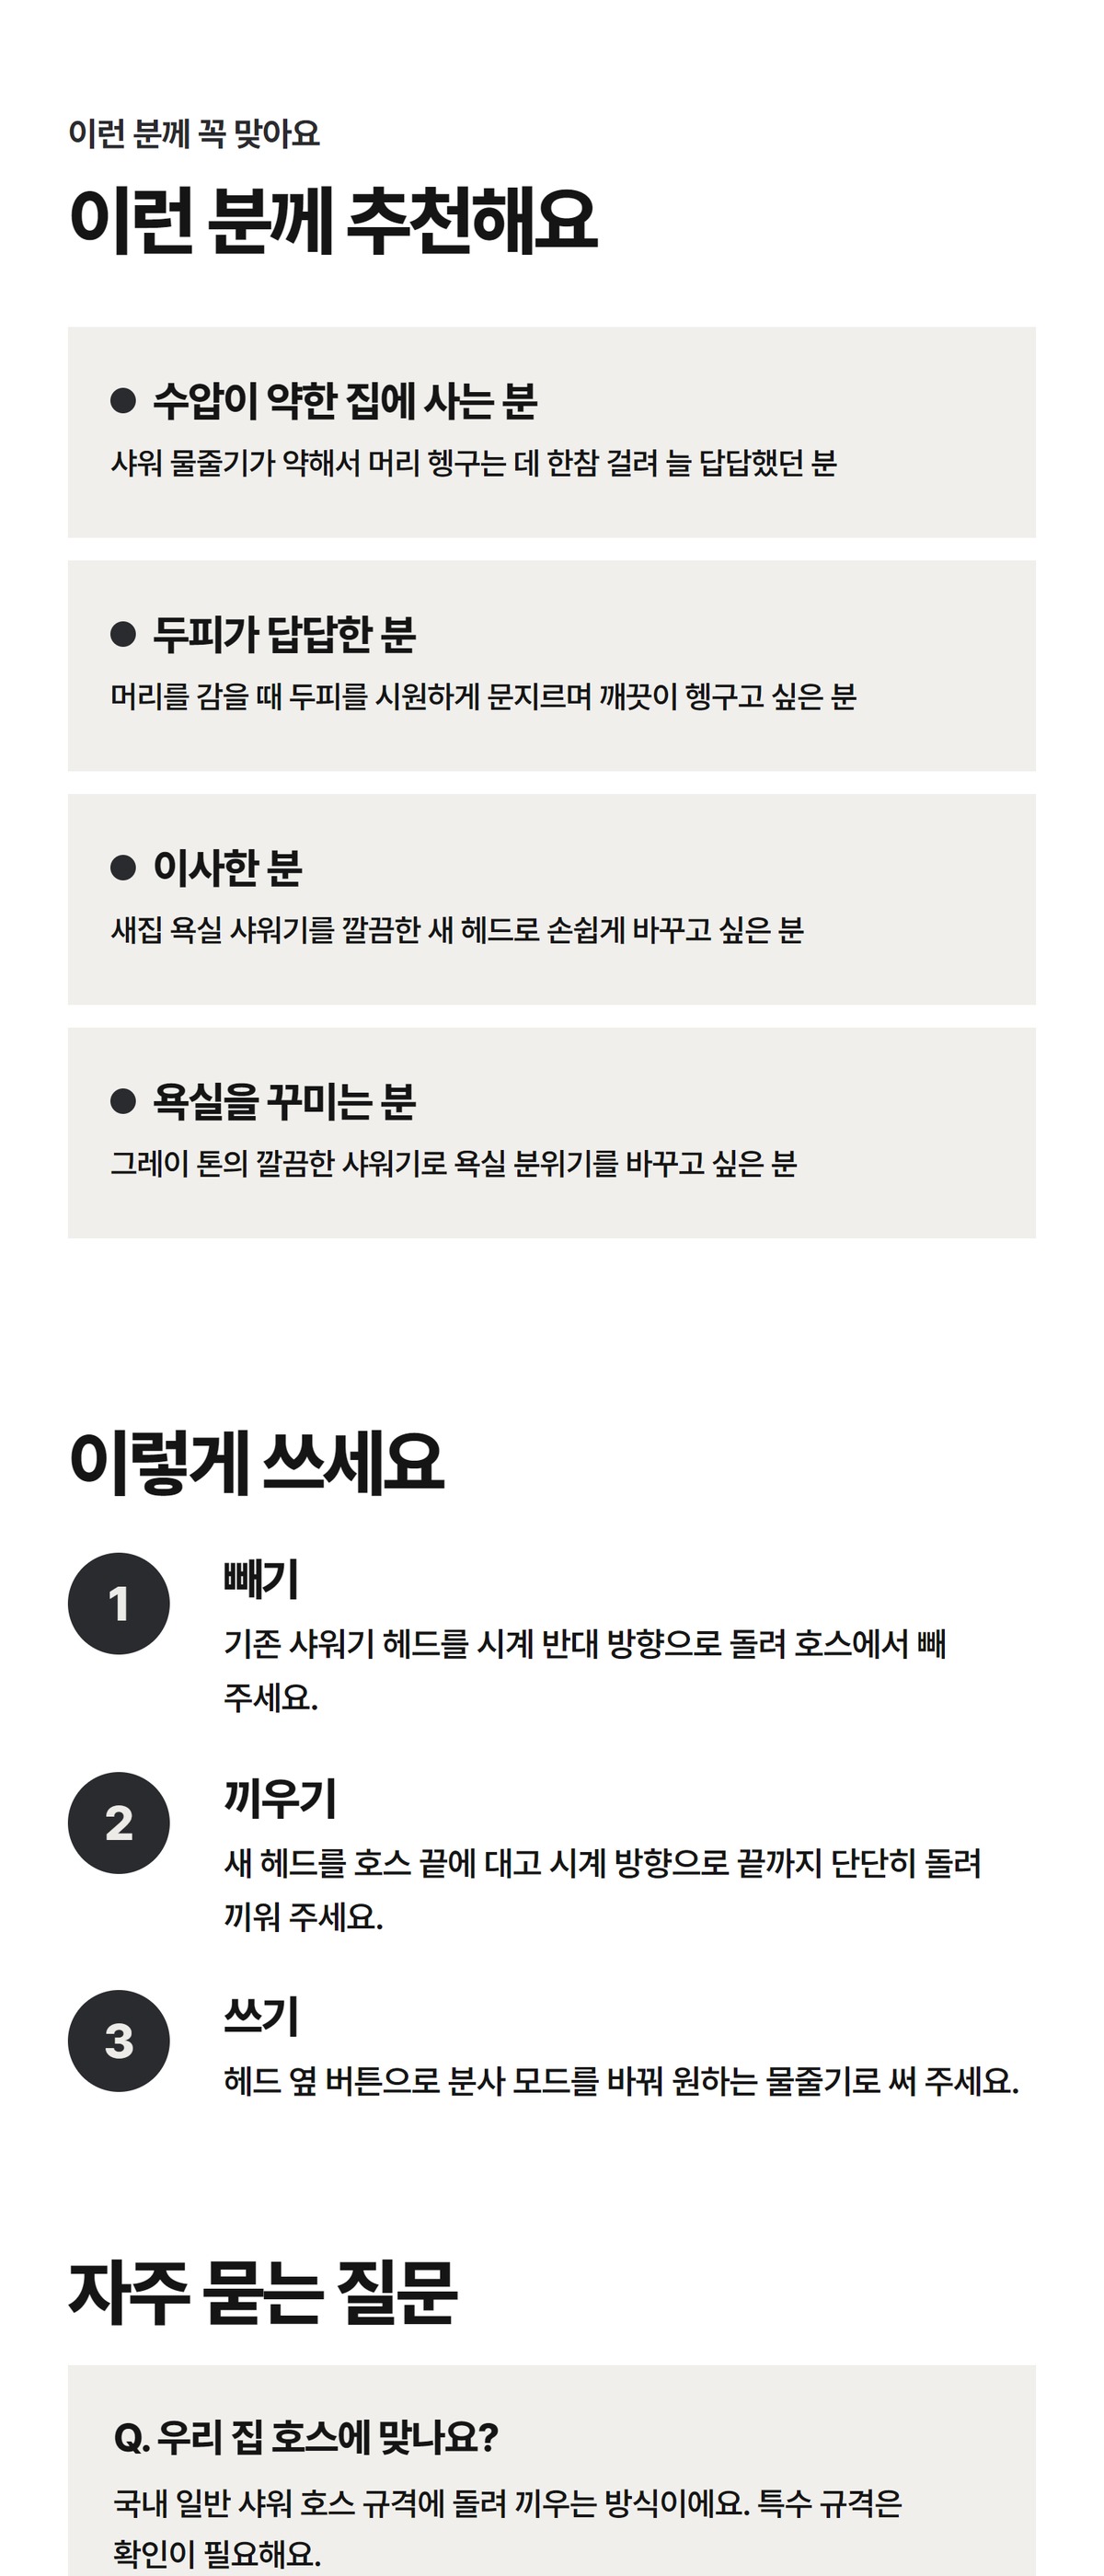 이런 분께 꼭 맞아요
이런 분께 추천해요
수압이 약한 집에 사는 분
샤워 물줄기가 약해서 머리 헹구는 데 한참 걸려 늘 답답했던 분
두피가 답답한 분
머리를 감을 때 두피를 시원하게 문지르며 깨끗이 헹구고 싶은 분
이사한 분
새집 욕실 샤워기를 깔끔한 새 헤드로 손쉽게 바꾸고 싶은 분
욕실을 꾸미는 분
그레이 톤의 깔끔한 샤워기로 욕실 분위기를 바꾸고 싶은 분
이렇게 쓰세요
1
빼기
기존 샤워기 헤드를 시계 반대 방향으로 돌려 호스에서 빼
주세요.
2
끼우기
새 헤드를 호스 끝에 대고 시계 방향으로 끝까지 단단히 돌려
끼워 주세요.
3
쓰기
헤드 옆 버튼으로 분사 모드를 바꿔 원하는 물줄기로 써 주세요.
자주 묻는 질문
Q. 우리 집 호스에 맞나요?
국내 일반 샤워 호스 규격에 돌려 끼우는 방식이에요. 특수 규격은
확인이 필요해요.